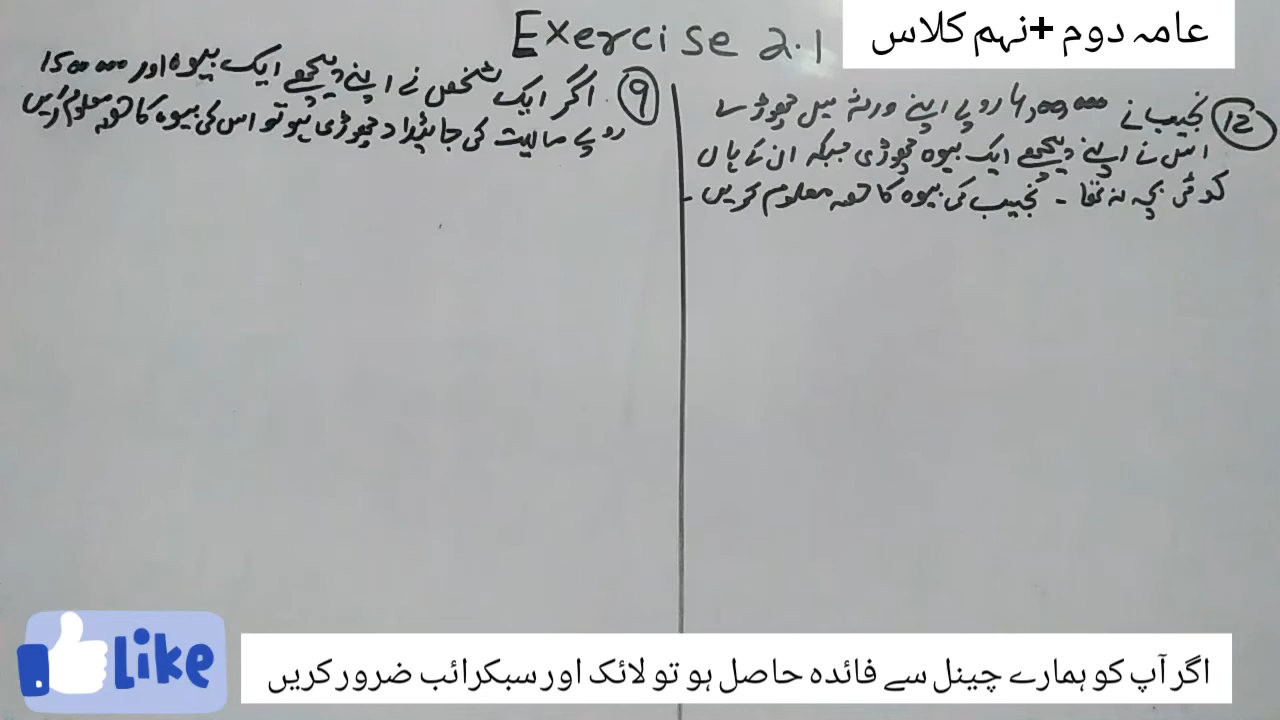 Exercise 2.1
عامہ دوم +نہم کلاس
⑨ اگر ایک شخص نے اپنے پیچھے ایک بیوہ اور 1500000
روپے مالیت کی جائیداد چھوڑی ہو تو اس کی بیوہ کا حصہ معلوم کریں
⑫ نجیب نے روپے اپنے ورثہ میں چھوڑے
اس نے اپنے پیچھے ایک بیوہ چھوڑی جبکہ ان کے ہاں
کوئی بچہ نہ تھا - نجیب کی بیوہ کا حصہ معلوم کریں -
Like
اگر آپ کو ہمارے چینل سے فائدہ حاصل ہو تو لائک اور سبکرائب ضرور کریں